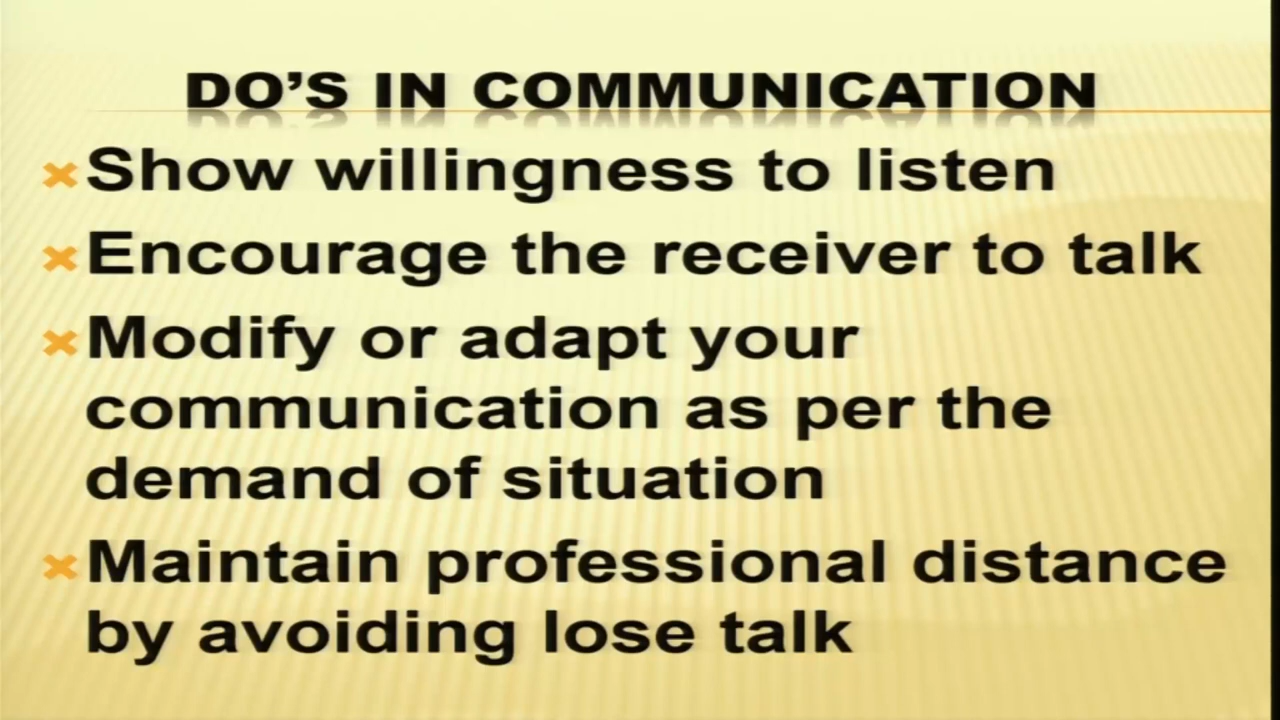 DO’S IN COMMUNICATION
Show willingness to listen
Encourage the receiver to talk
Modify or adapt your
communication as per the
demand of situation
Maintain professional distance
by avoiding lose talk